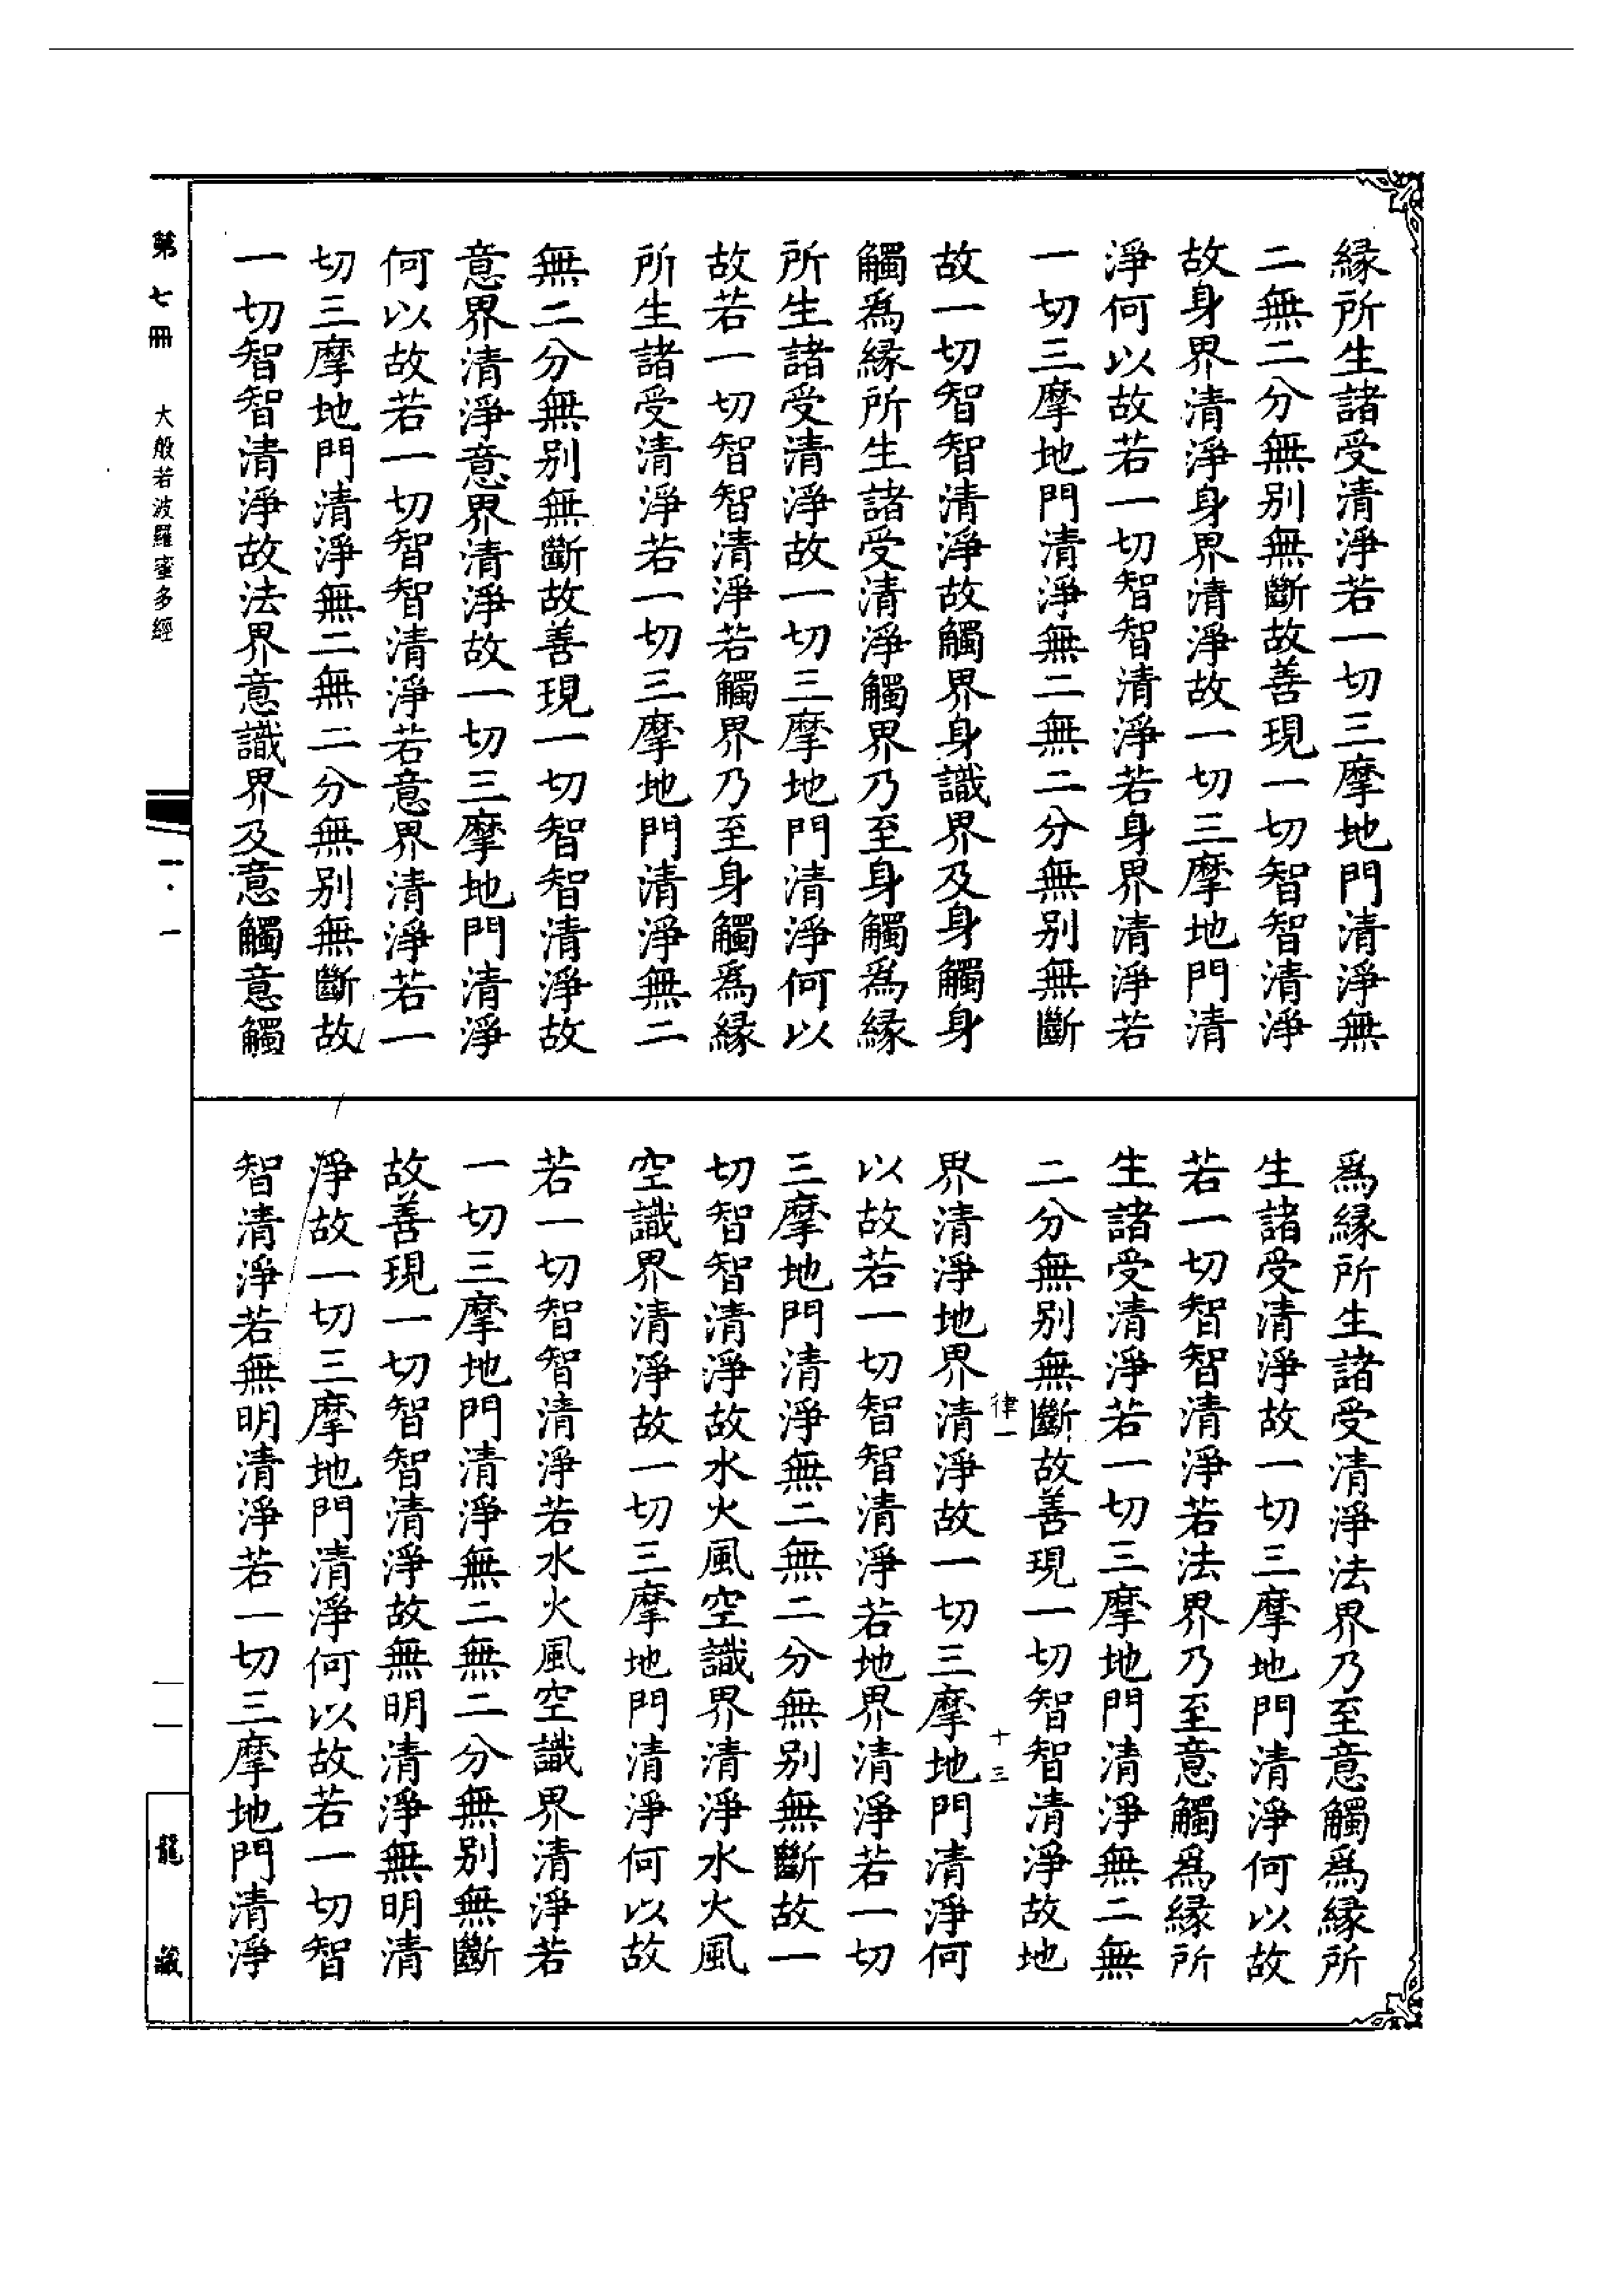 縁所生諸受清淨若一切三摩地門清淨無
二無二分無别無斷故善現一切智智清淨
故身界清淨身界清淨故一切三摩地門清
淨何以故若一切智智清淨若身界清淨若
一切三摩地門清淨無二無二分無别無斷
故一切智智清淨故觸界身識界及身觸身
觸爲縁所生諸受清淨觸界乃至身觸爲縁
所生諸受清淨故一切三摩地門清淨何以
故若一切智智清淨若觸界乃至身觸爲縁
所生諸受清淨若一切三摩地門清淨無二
無二分無别無斷故善現一切智智清淨故
意界清淨意界清淨故一切三摩地門清淨
何以故若一切智智清淨若意界清淨若一
切三摩地門清淨無二無二分無别無斷故
一切智智清淨故法界意識界及意觸意觸
爲縁所生諸受清淨法界乃至意觸爲縁所
生諸受清淨故一切三摩地門清淨何以故
若一切智智清淨若法界乃至意觸爲縁所
生諸受清淨若一切三摩地門清淨無二無
二分無别無斷故善現一切智智清淨故地
律一 十三
界清淨地界清淨故一切三摩地門清淨何
以故若一切智智清淨若地界清淨若一切
三摩地門清淨無二無二分無别無斷故一
切智智清淨故水火風空識界清淨水火風
空識界清淨故一切三摩地門清淨何以故
若一切智智清淨若水火風空識界清淨若
一切三摩地門清淨無二無二分無别無斷
故善現一切智智清淨故無明清淨無明清
淨故一切三摩地門清淨何以故若一切智
智清淨若無明清淨若一切三摩地門清淨
第七冊 大般若波羅蜜多經 一·一 一一 龍藏